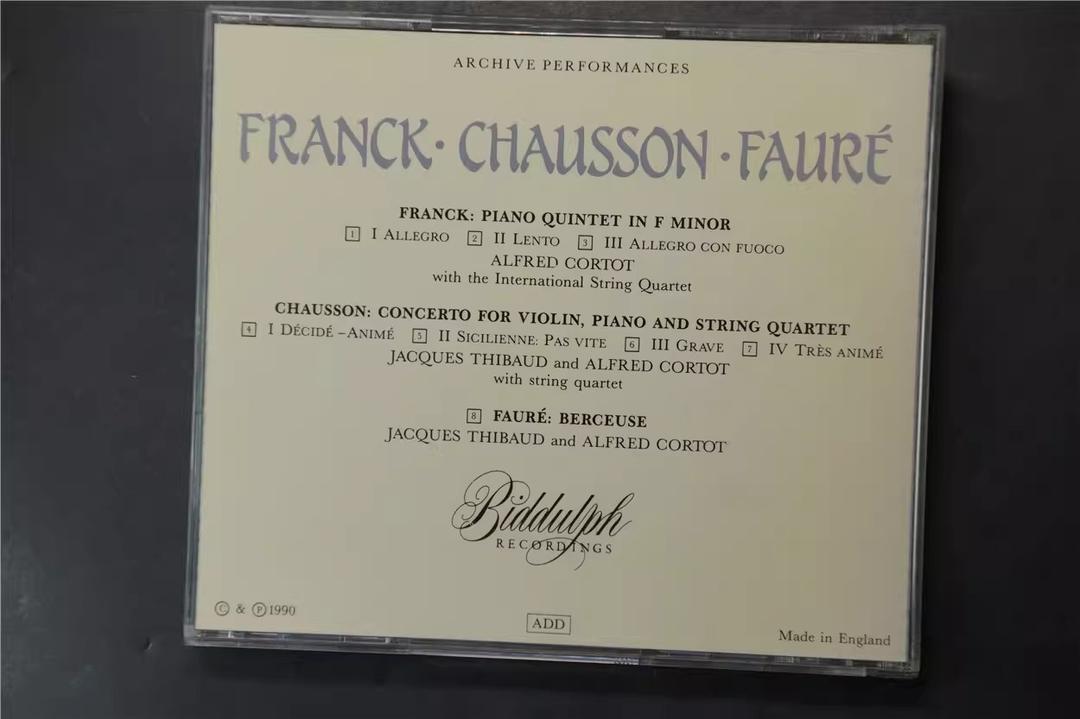 ARCHIVE PERFORMANCES
FRANCK · CHAUSSON · FAURÉ
FRANCK: PIANO QUINTET IN F MINOR
1 I ALLEGRO 2 II LENTO 3 III ALLEGRO CON FUOCO
ALFRED CORTOT
with the International String Quartet
CHAUSSON: CONCERTO FOR VIOLIN, PIANO AND STRING QUARTET
4 I DÉCIDÉ – ANIMÉ 5 II SICILIENNE: PAS VITE 6 III GRAVE 7 IV TRÈS ANIMÉ
JACQUES THIBAUD and ALFRED CORTOT
with string quartet
8 FAURÉ: BERCEUSE
JACQUES THIBAUD and ALFRED CORTOT
Biddulph
RECORDINGS
© & ℗ 1990
ADD
Made in England